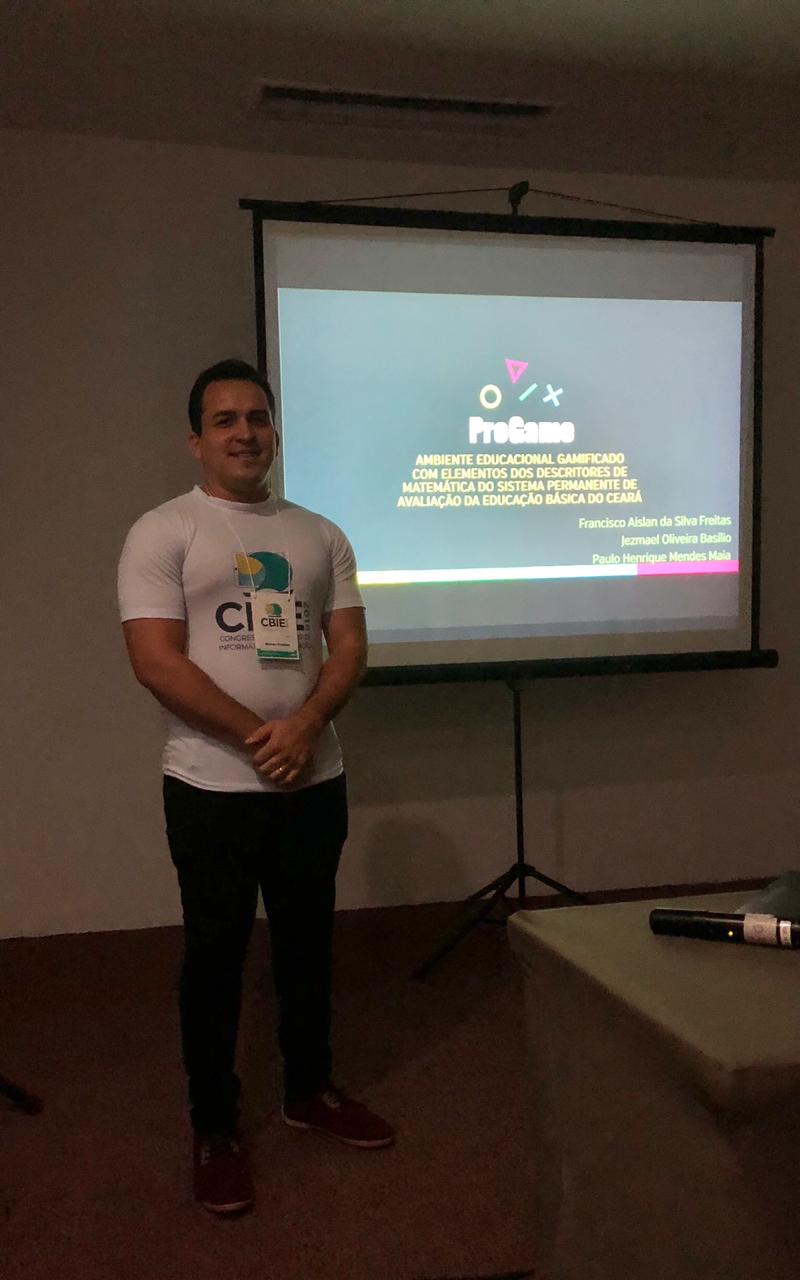 ProGame
AMBIENTE EDUCACIONAL GAMIFICADO
COM ELEMENTOS DOS DESCRITORES DE
MATEMÁTICA DO SISTEMA PERMANENTE DE
AVALIAÇÃO DA EDUCAÇÃO BÁSICA DO CEARÁ
Francisco Aislan da Silva Freitas
Jezmael Oliveira Basilio
Paulo Henrique Mendes Maia
CBIE